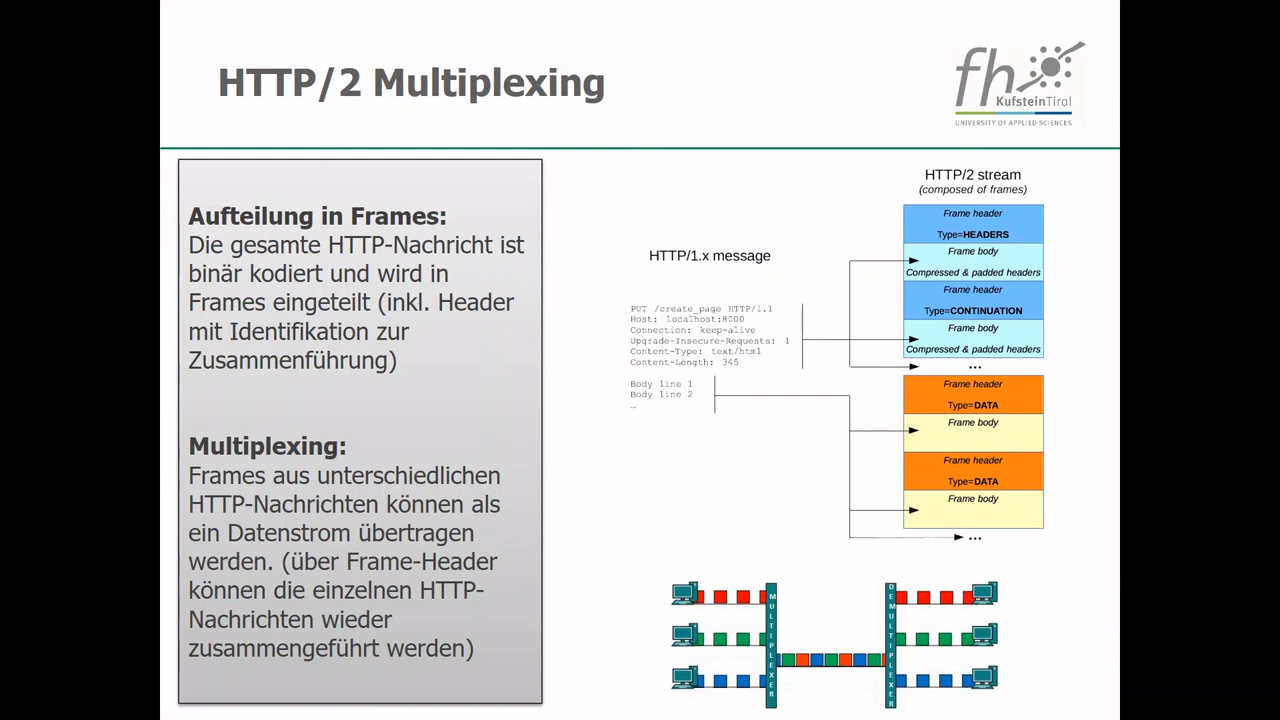 HTTP/2 Multiplexing
fh
KufsteinTirol
UNIVERSITY OF APPLIED SCIENCES
Aufteilung in Frames:
Die gesamte HTTP-Nachricht ist
binär kodiert und wird in
Frames eingeteilt (inkl. Header
mit Identifikation zur
Zusammenführung)
Multiplexing:
Frames aus unterschiedlichen
HTTP-Nachrichten können als
ein Datenstrom übertragen
werden. (über Frame-Header
können die einzelnen HTTP-
Nachrichten wieder
zusammengeführt werden)
HTTP/1.x message
PUT /create_page HTTP/1.1
Host: localhost:8000
Connection: keep-alive
Upgrade-Insecure-Requests: 1
Content-Type: text/html
Content-Length: 345
Body line 1
Body line 2
…
HTTP/2 stream
(composed of frames)
Frame header
Type=HEADERS
Frame body
Compressed & padded headers
Frame header
Type=CONTINUATION
Frame body
Compressed & padded headers
...
Frame header
Type=DATA
Frame body
Frame header
Type=DATA
Frame body
...
MULTIPLEXER
DEMULTIPLEXER